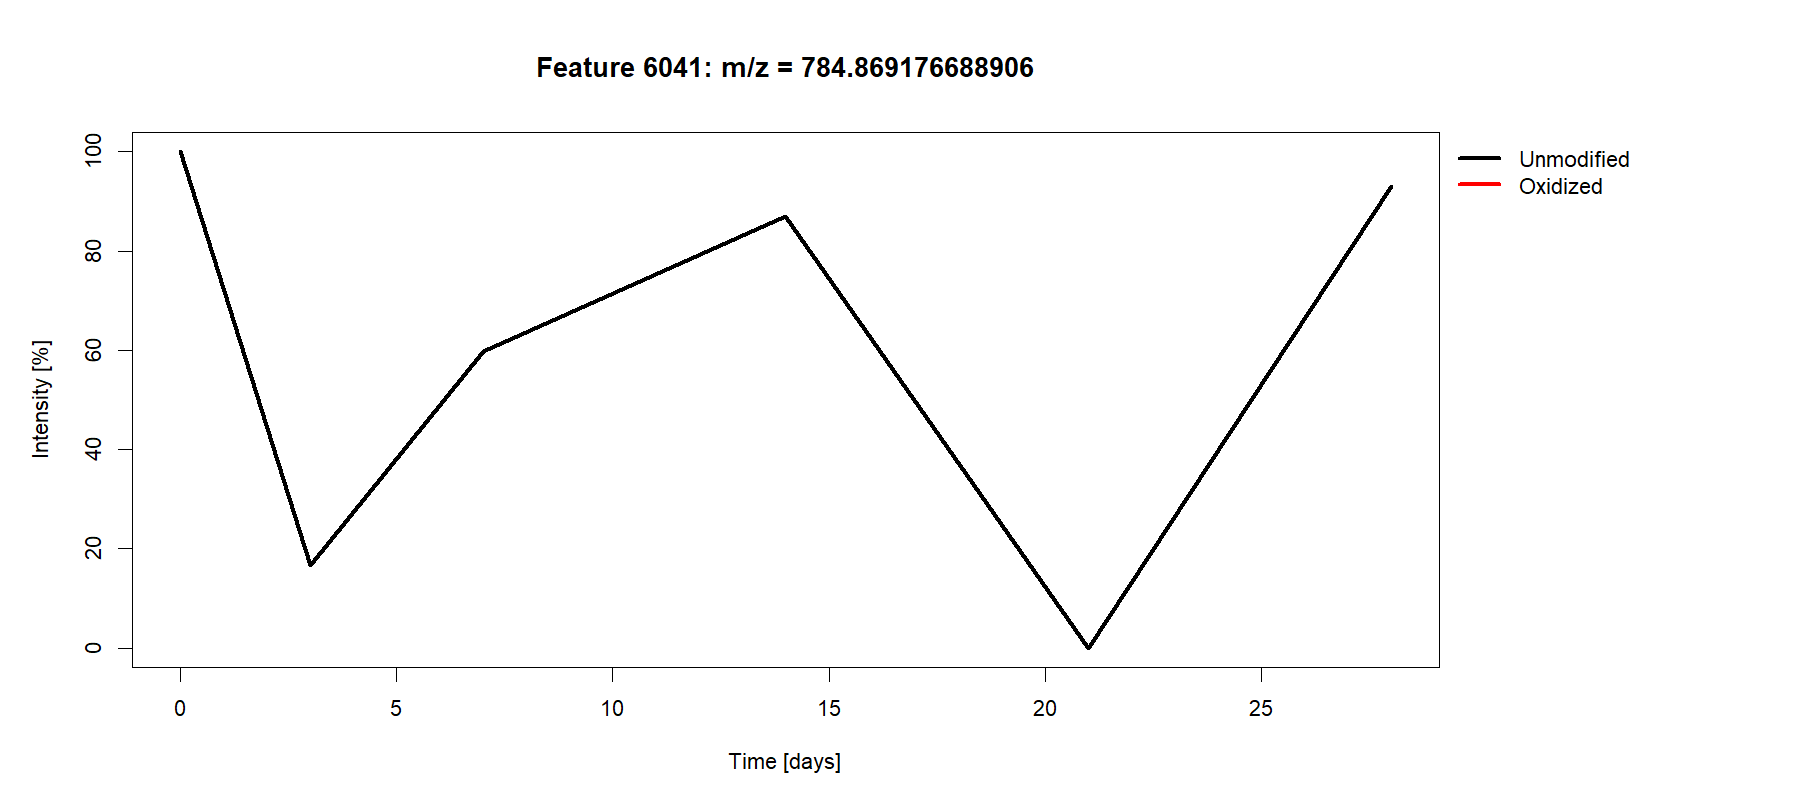 Feature 6041: m/z = 784.869176688906
Unmodified
Oxidized
Intensity [%]
100
80
60
40
20
0
0 5 10 15 20 25
Time [days]